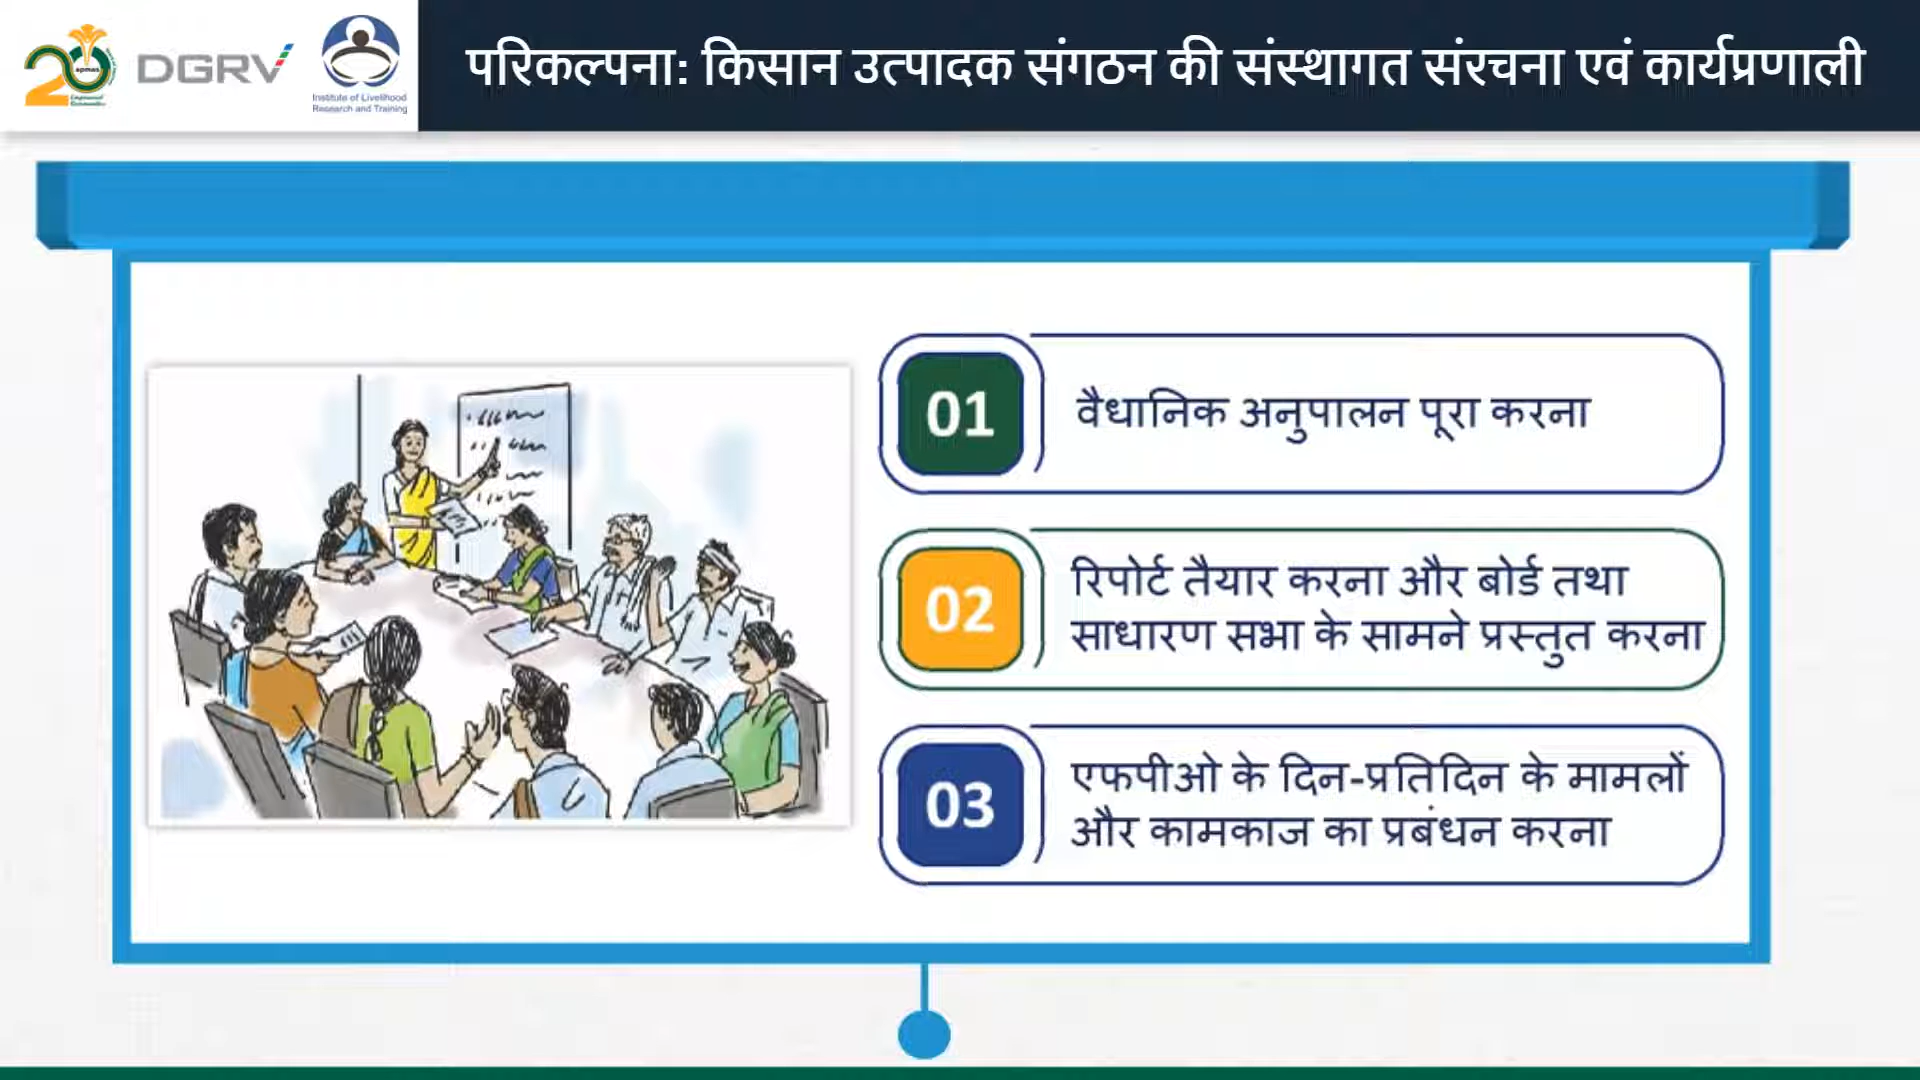 20
apmas
DGRV
Institute of Livelihood
Research and Training
परिकल्पना: किसान उत्पादक संगठन की संस्थागत संरचना एवं कार्यप्रणाली
01
वैधानिक अनुपालन पूरा करना
02
रिपोर्ट तैयार करना और बोर्ड तथा
साधारण सभा के सामने प्रस्तुत करना
03
एफपीओ के दिन-प्रतिदिन के मामलों
और कामकाज का प्रबंधन करना